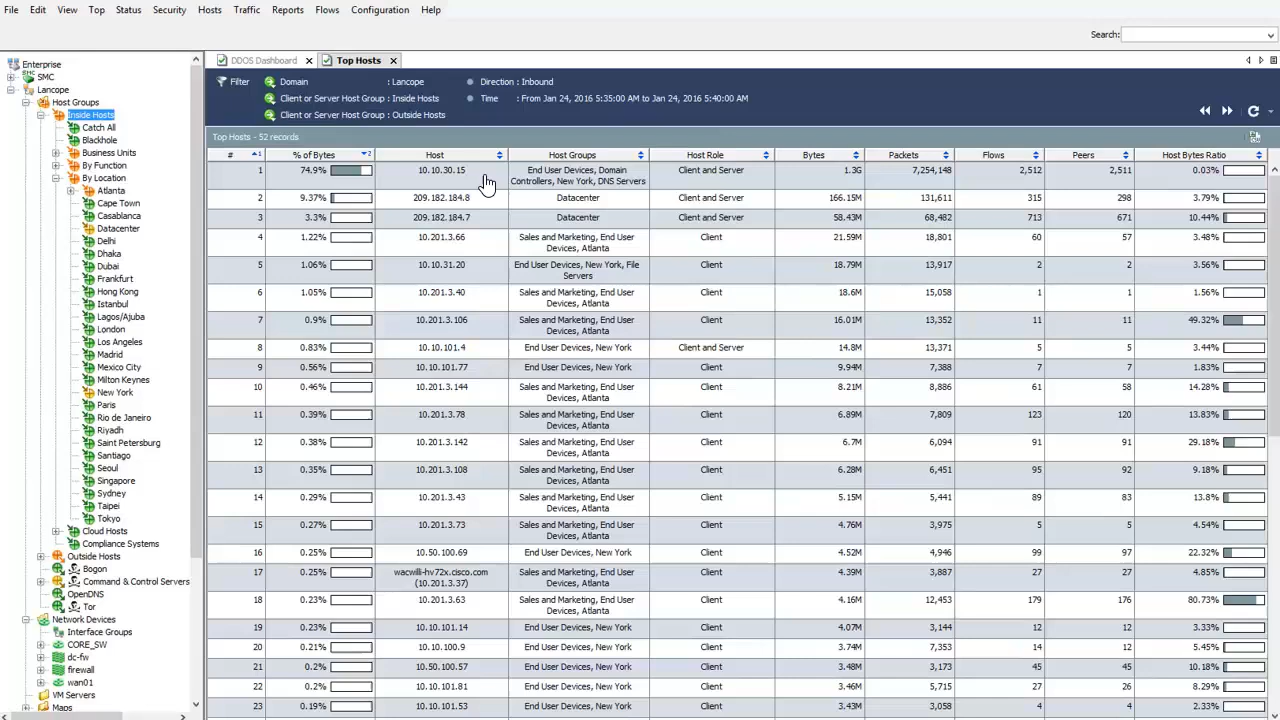 File Edit View Top Status Security Hosts Traffic Reports Flows Configuration Help
Search:
Enterprise
SMC
Lancope
Host Groups
Inside Hosts
Catch All
Blackhole
Business Units
By Function
By Location
Atlanta
Cape Town
Casablanca
Datacenter
Delhi
Dhaka
Dubai
Frankfurt
Hong Kong
Istanbul
Lagos/Ajuba
London
Los Angeles
Madrid
Mexico City
Milton Keynes
New York
Paris
Rio de Janeiro
Riyadh
Saint Petersburg
Santiago
Seoul
Singapore
Sydney
Taipei
Tokyo
Cloud Hosts
Compliance Systems
Outside Hosts
Bogon
Command & Control Servers
OpenDNS
Tor
Network Devices
Interface Groups
CORE_SW
dc-fw
firewall
wan01
VM Servers
Maps
DDOS Dashboard Top Hosts
Filter Domain : Lancope Direction : Inbound
Client or Server Host Group : Inside Hosts Time : From Jan 24, 2016 5:35:00 AM to Jan 24, 2016 5:40:00 AM
Client or Server Host Group : Outside Hosts
Top Hosts - 52 records
# 1 % of Bytes 2 Host Host Groups Host Role Bytes Packets Flows Peers Host Bytes Ratio
1 74.9% 10.10.30.15 End User Devices, Domain Client and Server 1.3G 7,254,148 2,512 2,511 0.03%
Controllers, New York, DNS Servers
2 9.37% 209.182.184.8 Datacenter Client and Server 166.15M 131,611 315 298 3.79%
3 3.3% 209.182.184.7 Datacenter Client and Server 58.43M 68,482 713 671 10.44%
4 1.22% 10.201.3.66 Sales and Marketing, End User Client 21.59M 18,801 60 57 3.48%
Devices, Atlanta
5 1.06% 10.10.31.20 End User Devices, New York, File Client 18.79M 13,917 2 2 3.56%
Servers
6 1.05% 10.201.3.40 Sales and Marketing, End User Client 18.6M 15,058 1 1 1.56%
Devices, Atlanta
7 0.9% 10.201.3.106 Sales and Marketing, End User Client 16.01M 13,352 11 11 49.32%
Devices, Atlanta
8 0.83% 10.10.101.4 End User Devices, New York Client and Server 14.8M 13,371 5 5 3.44%
9 0.56% 10.10.101.77 End User Devices, New York Client 9.94M 7,388 7 7 1.83%
10 0.46% 10.201.3.144 Sales and Marketing, End User Client 8.21M 8,886 61 58 14.28%
Devices, Atlanta
11 0.39% 10.201.3.78 Sales and Marketing, End User Client 6.89M 7,809 123 120 13.83%
Devices, Atlanta
12 0.38% 10.201.3.142 Sales and Marketing, End User Client 6.7M 6,094 91 91 29.18%
Devices, Atlanta
13 0.35% 10.201.3.108 Sales and Marketing, End User Client 6.28M 6,451 95 92 9.18%
Devices, Atlanta
14 0.29% 10.201.3.43 Sales and Marketing, End User Client 5.15M 5,441 89 83 13.8%
Devices, Atlanta
15 0.27% 10.201.3.73 Sales and Marketing, End User Client 4.76M 3,975 5 5 4.54%
Devices, Atlanta
16 0.25% 10.50.100.69 End User Devices, New York Client 4.52M 4,946 99 97 22.32%
17 0.25% wacwilli-hv72x.cisco.com Sales and Marketing, End User Client 4.39M 3,887 27 27 4.85%
(10.201.3.37) Devices, Atlanta
18 0.23% 10.201.3.63 Sales and Marketing, End User Client 4.16M 12,453 179 176 80.73%
Devices, Atlanta
19 0.23% 10.10.101.14 End User Devices, New York Client 4.07M 3,144 12 12 3.33%
20 0.21% 10.10.100.9 End User Devices, New York Client 3.74M 7,353 14 12 5.45%
21 0.2% 10.50.100.57 End User Devices, New York Client 3.48M 3,173 45 45 10.18%
22 0.2% 10.10.101.81 End User Devices, New York Client 3.46M 5,715 27 26 8.29%
23 0.19% 10.10.101.53 End User Devices, New York Client 3.43M 3,058 4 4 2.33%